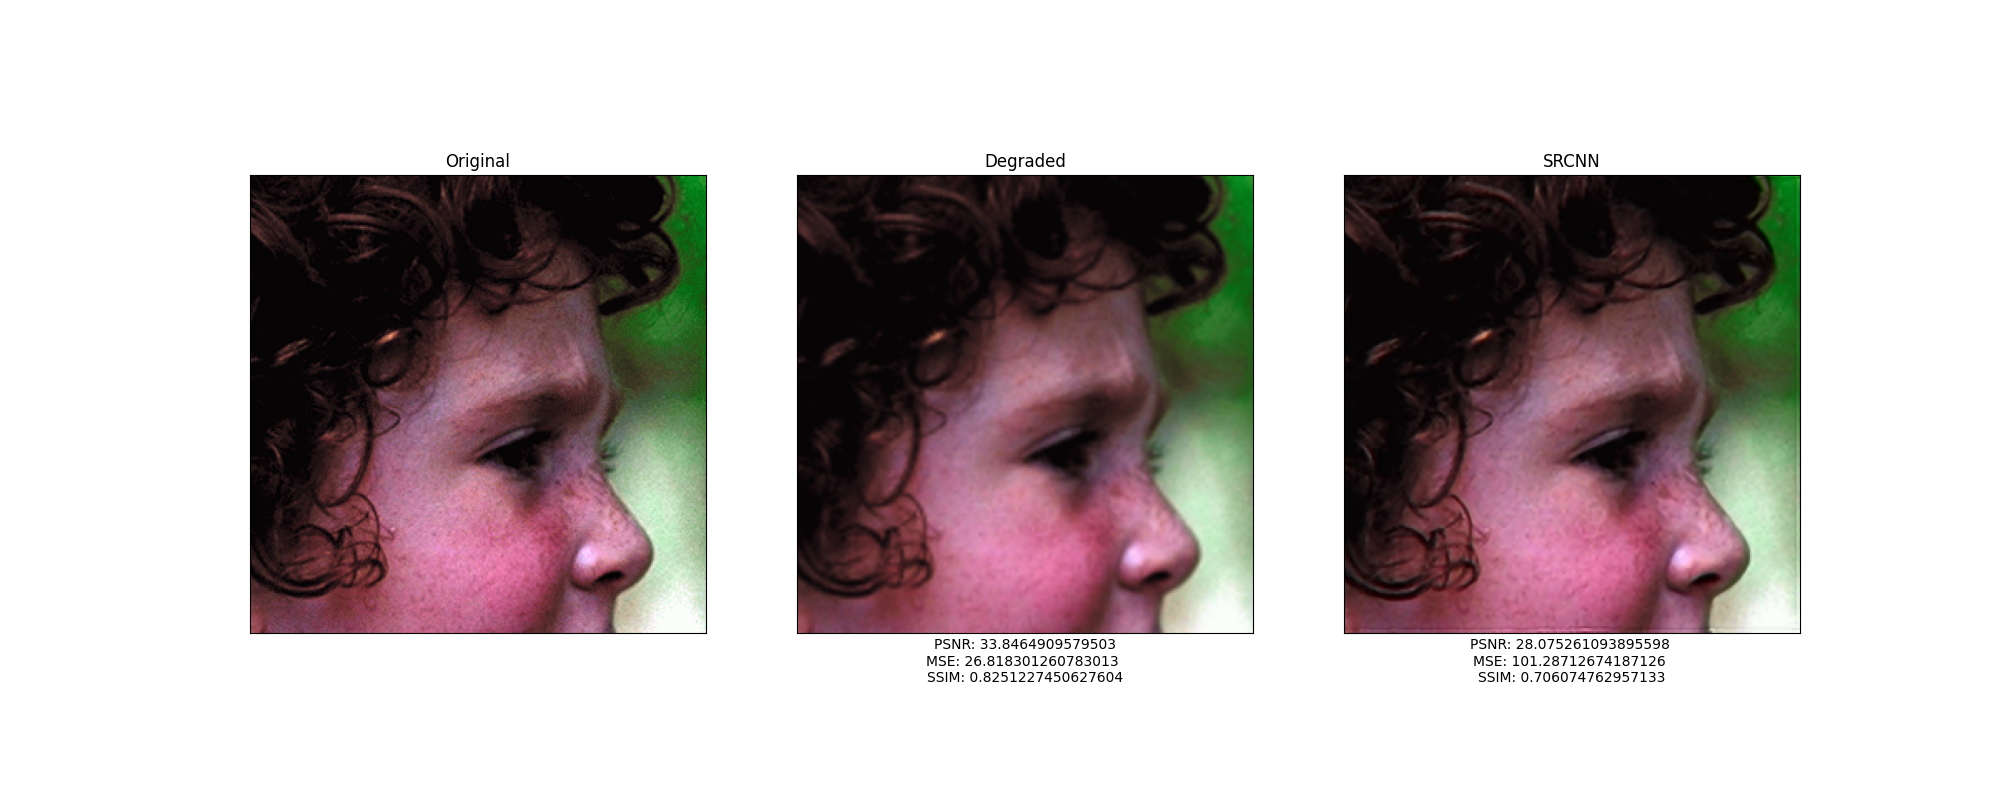 Original
Degraded
SRCNN
PSNR: 33.8464909579503
MSE: 26.818301260783013
SSIM: 0.8251227450627604
PSNR: 28.075261093895598
MSE: 101.28712674187126
SSIM: 0.706074762957133